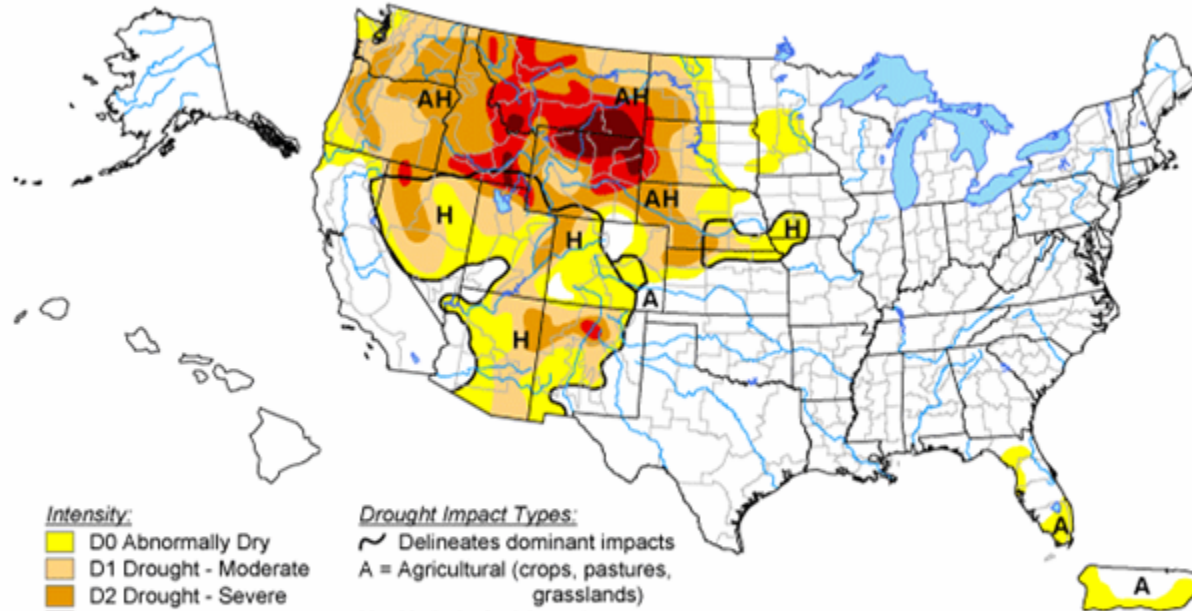 AH
AH
AH
H
H
H
H
A
A
A
Intensity:
D0 Abnormally Dry
D1 Drought - Moderate
D2 Drought - Severe
Drought Impact Types:
Delineates dominant impacts
A = Agricultural (crops, pastures,
grasslands)